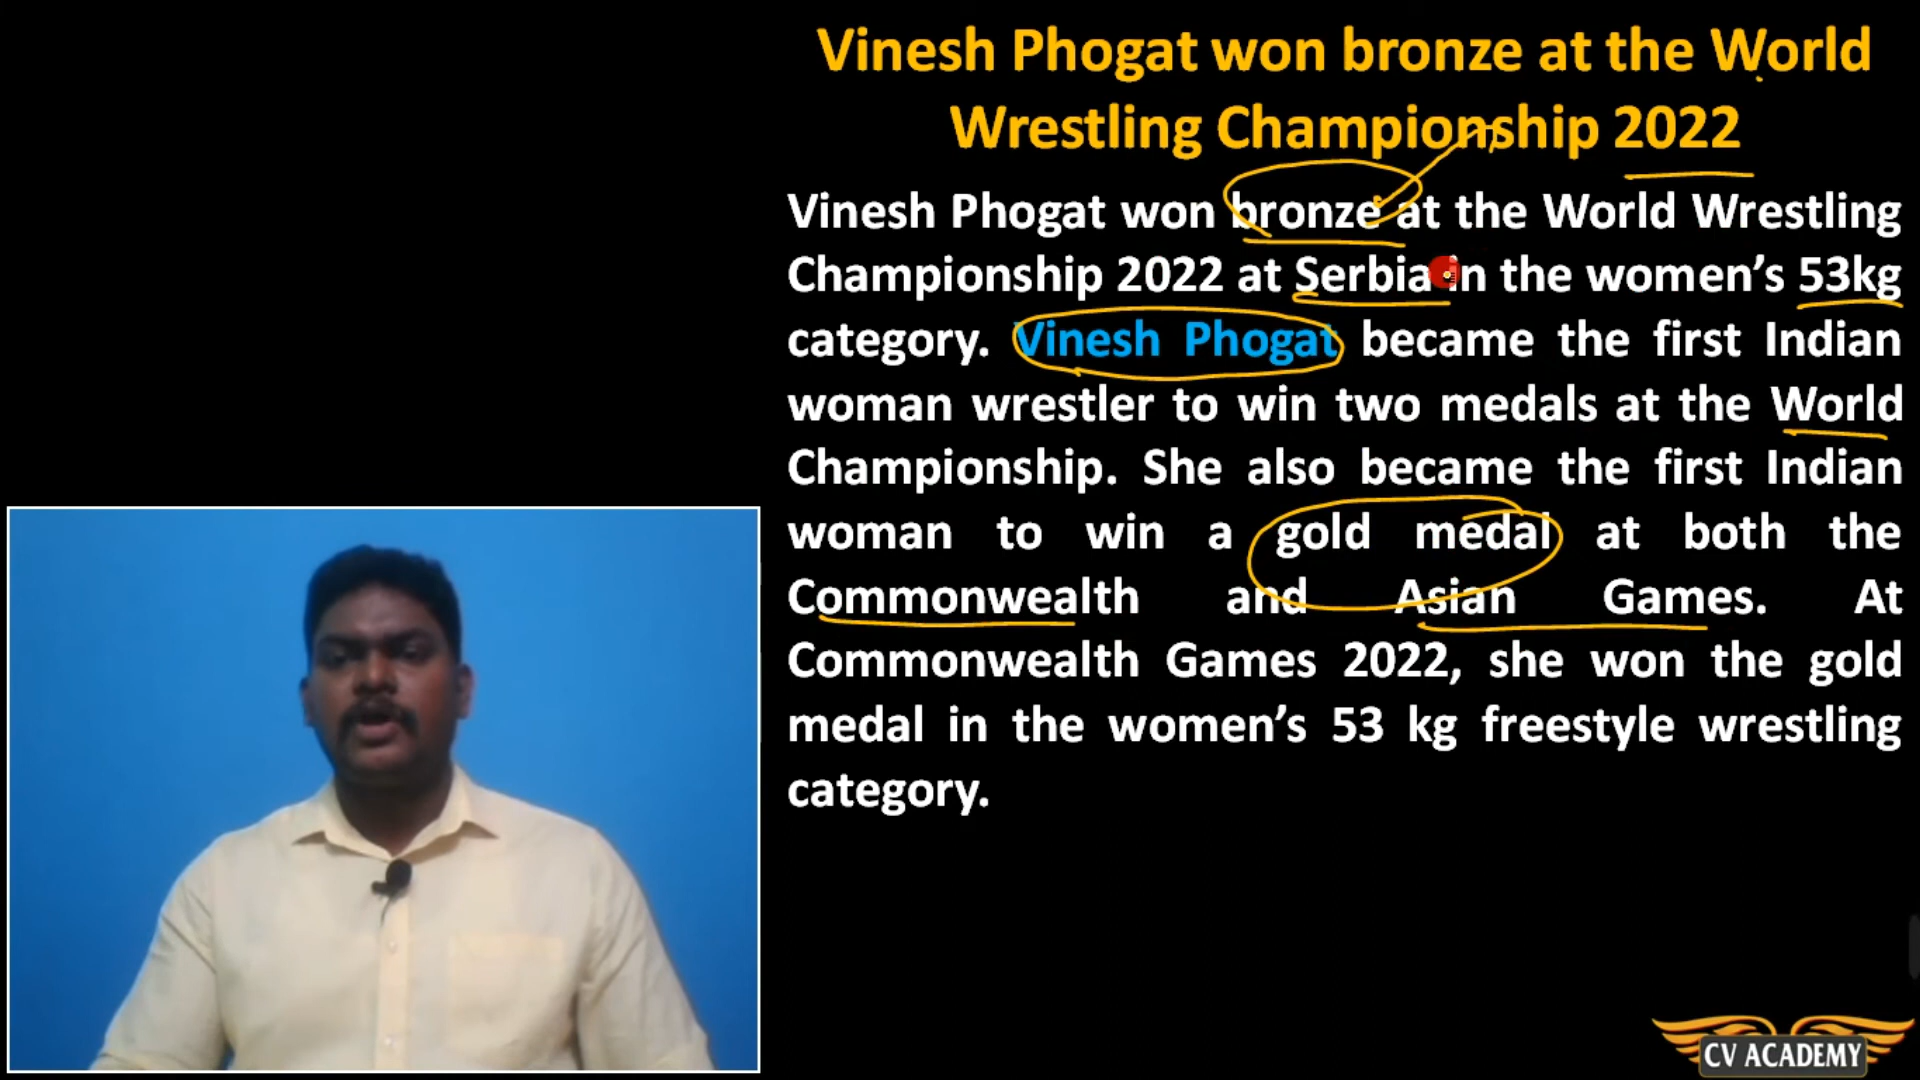 Vinesh Phogat won bronze at the World
Wrestling Championship 2022
Vinesh Phogat won bronze at the World Wrestling
Championship 2022 at Serbia in the women’s 53kg
category. Vinesh Phogat became the first Indian
woman wrestler to win two medals at the World
Championship. She also became the first Indian
woman to win a gold medal at both the
Commonwealth and Asian Games. At
Commonwealth Games 2022, she won the gold
medal in the women’s 53 kg freestyle wrestling
category.
CV ACADEMY